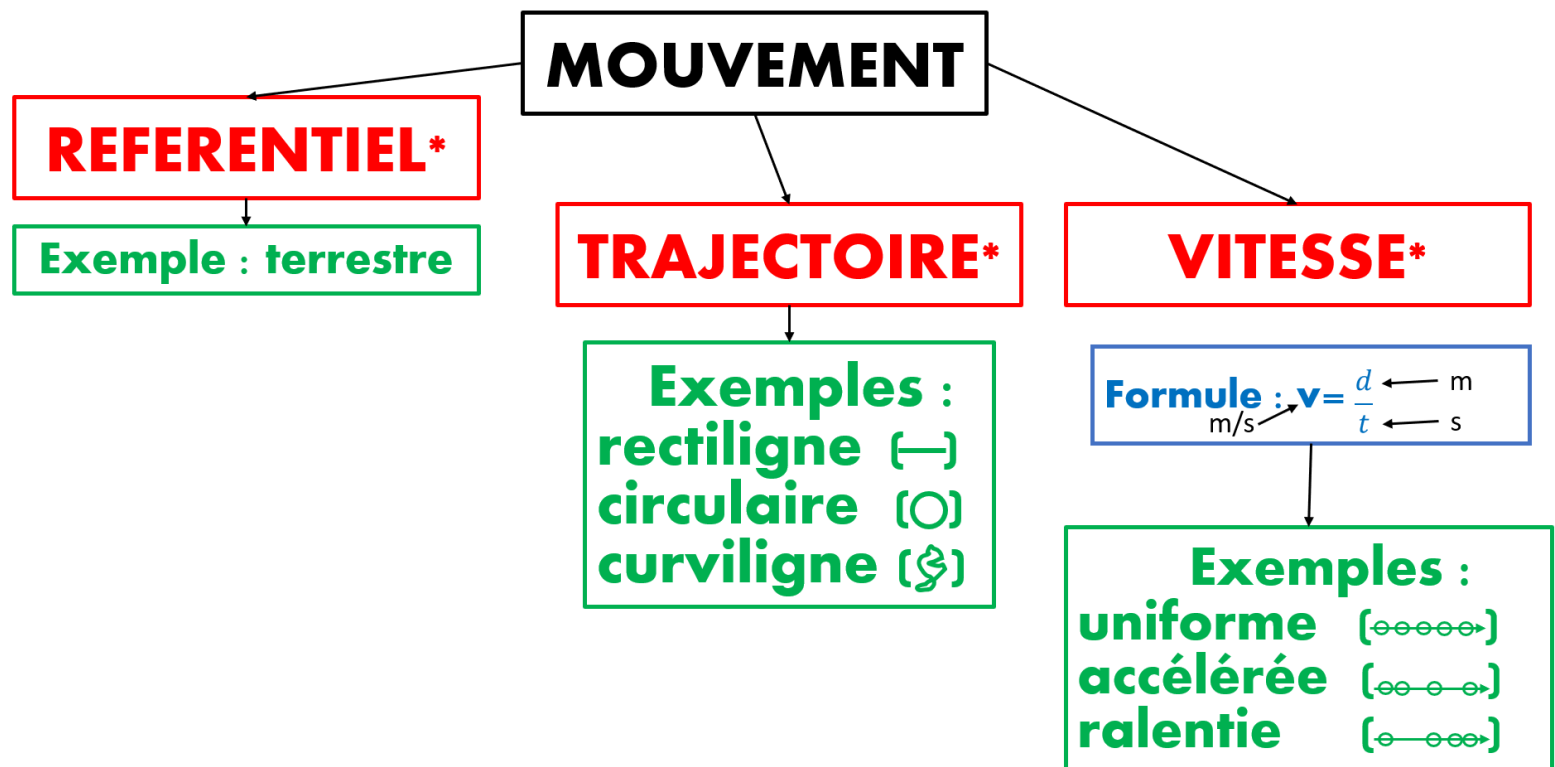 MOUVEMENT
REFERENTIEL*
Exemple : terrestre
TRAJECTOIRE*
Exemples :
rectiligne
circulaire
curviligne
VITESSE*
Formule : v = d/t
m
m/s
s
Exemples :
uniforme
accélérée
ralentie